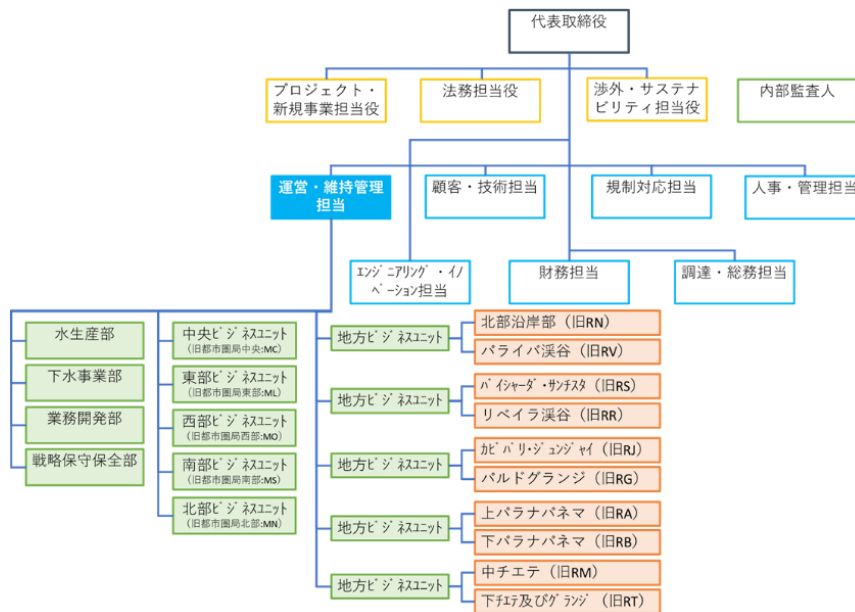 代表取締役
プロジェクト・
新規事業担当役
法務担当役
渉外・サステナ
ビリティ担当役
内部監査人
運営・維持管理
担当
顧客・技術担当
規制対応担当
人事・管理担当
ｴﾝｼﾞﾆｱﾘﾝｸﾞ・ｲﾉ
ﾍﾞｰｼｮﾝ担当
財務担当
調達・総務担当
水生産部
下水事業部
業務開発部
戦略保守保全部
中央ﾋﾞｼﾞﾈｽﾕﾆｯﾄ
(旧都市圏局中央:MC)
東部ﾋﾞｼﾞﾈｽﾕﾆｯﾄ
(旧都市圏局東部:ML)
西部ﾋﾞｼﾞﾈｽﾕﾆｯﾄ
(旧都市圏局西部:MO)
南部ﾋﾞｼﾞﾈｽﾕﾆｯﾄ
(旧都市圏局南部:MS)
北部ﾋﾞｼﾞﾈｽﾕﾆｯﾄ
(旧都市圏局北部:MN)
地方ﾋﾞｼﾞﾈｽﾕﾆｯﾄ
北部沿岸部（旧RN）
パライバ渓谷（旧RV）
地方ﾋﾞｼﾞﾈｽﾕﾆｯﾄ
ﾊﾞｲｼｬｰﾀﾞ・ｻﾝﾁｽﾀ（旧RS）
リベイラ渓谷（旧RR）
地方ﾋﾞｼﾞﾈｽﾕﾆｯﾄ
ｶﾋﾟﾊﾞﾘ・ｼﾞｭﾝｼﾞｬｲ（旧RJ）
パルドグランジ（旧RG）
地方ﾋﾞｼﾞﾈｽﾕﾆｯﾄ
上パラナパネマ（旧RA）
下パラナパネマ（旧RB）
地方ﾋﾞｼﾞﾈｽﾕﾆｯﾄ
中チエテ（旧RM）
下ﾁｴﾃ及びｸﾞﾗﾝｼﾞ（旧RT）